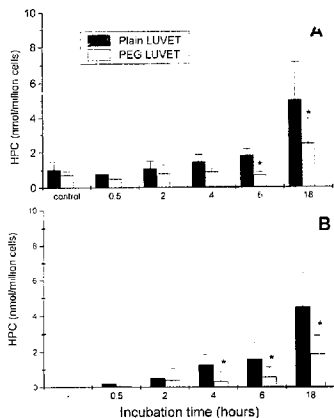 A
Plain LUVET
PEG LUVET
HPC (nmol/million cells)
10
8
6
4
2
0
*
*
control 0.5 2 4 6 18
B
HPC (nmol/million cells)
10
8
6
4
2
0
*
*
*
- 0.5 2 4 6 18
Incubation time (hours)